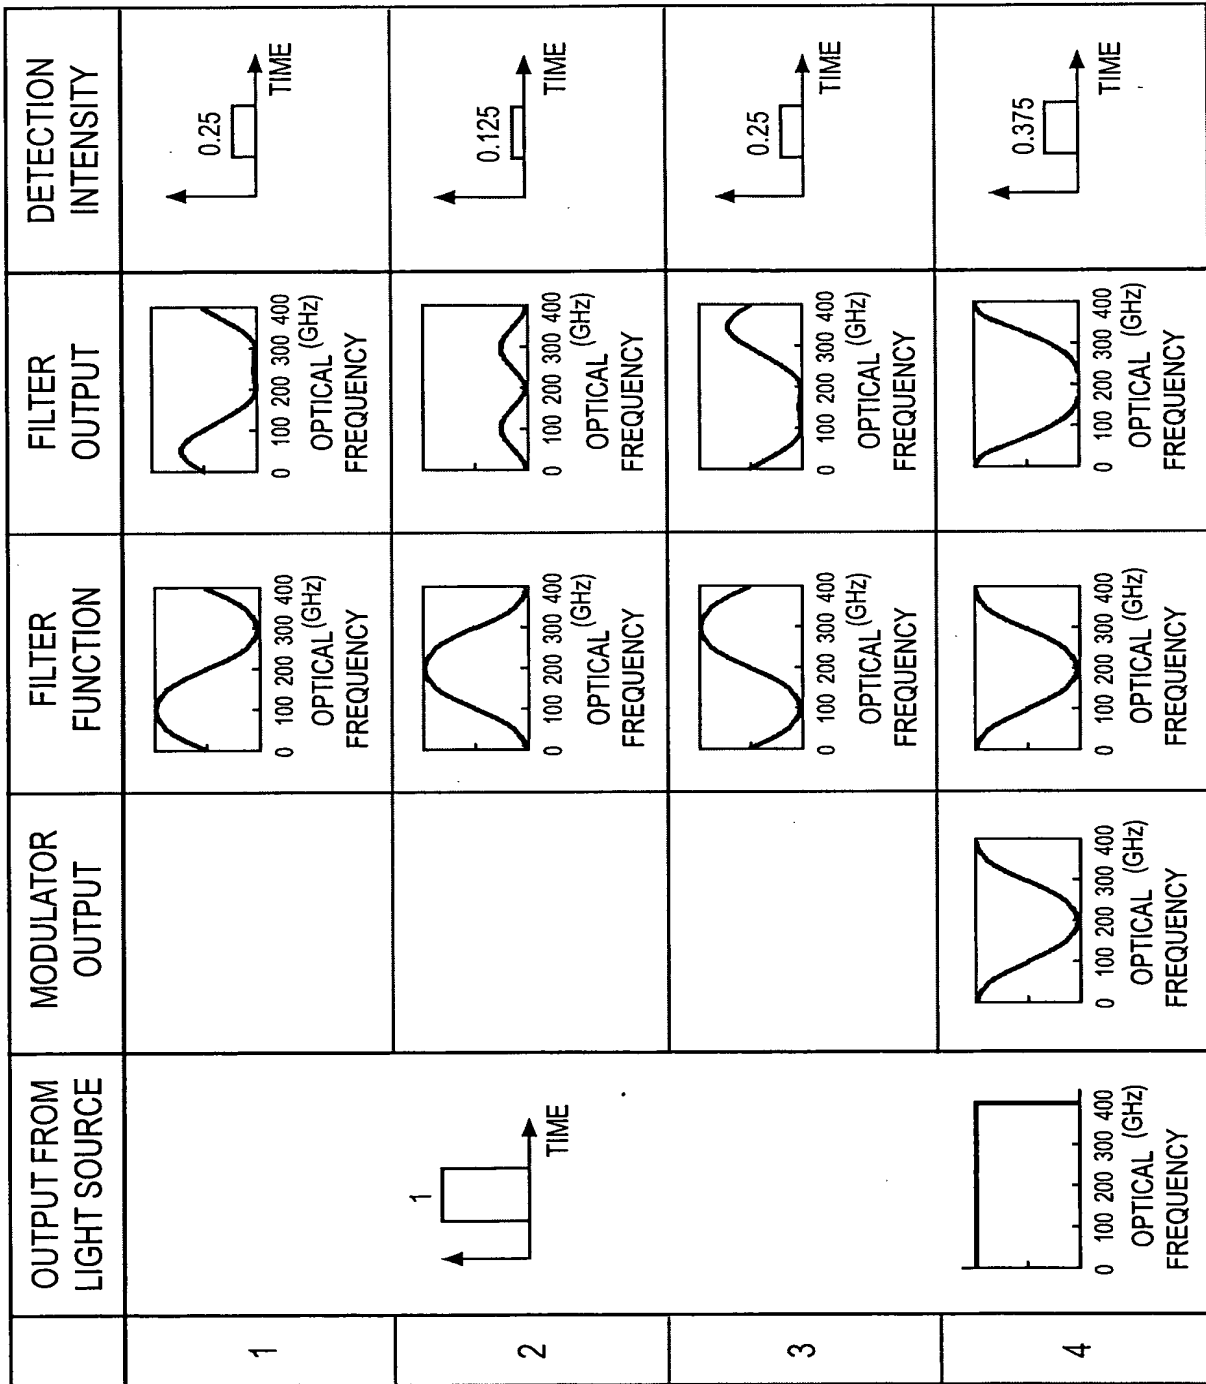 OUTPUT FROM
LIGHT SOURCE
MODULATOR
OUTPUT
FILTER
FUNCTION
FILTER
OUTPUT
DETECTION
INTENSITY
1
0 100 200 300 400
OPTICAL (GHz)
FREQUENCY
0 100 200 300 400
OPTICAL (GHz)
FREQUENCY
0.25
TIME
2
1
TIME
0 100 200 300 400
OPTICAL (GHz)
FREQUENCY
0 100 200 300 400
OPTICAL (GHz)
FREQUENCY
0.125
TIME
3
0 100 200 300 400
OPTICAL (GHz)
FREQUENCY
0 100 200 300 400
OPTICAL (GHz)
FREQUENCY
0.25
TIME
4
0 100 200 300 400
OPTICAL (GHz)
FREQUENCY
0 100 200 300 400
OPTICAL (GHz)
FREQUENCY
0 100 200 300 400
OPTICAL (GHz)
FREQUENCY
0 100 200 300 400
OPTICAL (GHz)
FREQUENCY
0.375
TIME